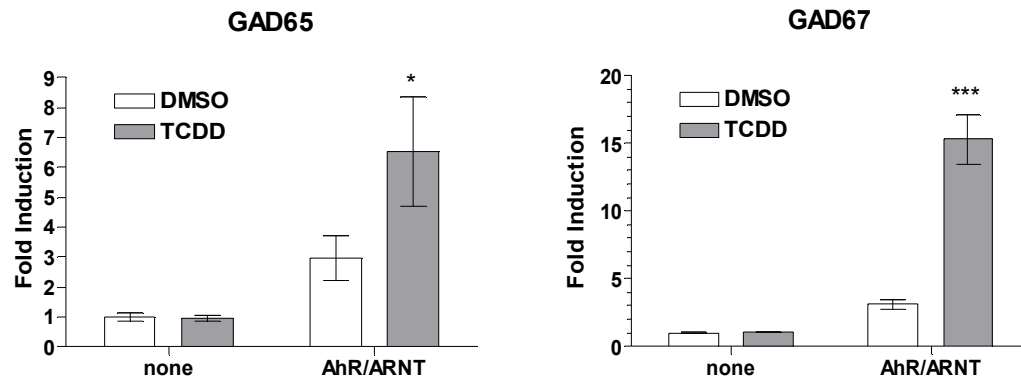 GAD65
Fold Induction
9
8
7
6
5
4
3
2
1
0
DMSO
TCDD
*
none
AhR/ARNT
GAD67
Fold Induction
20
15
10
5
0
DMSO
TCDD
***
none
AhR/ARNT